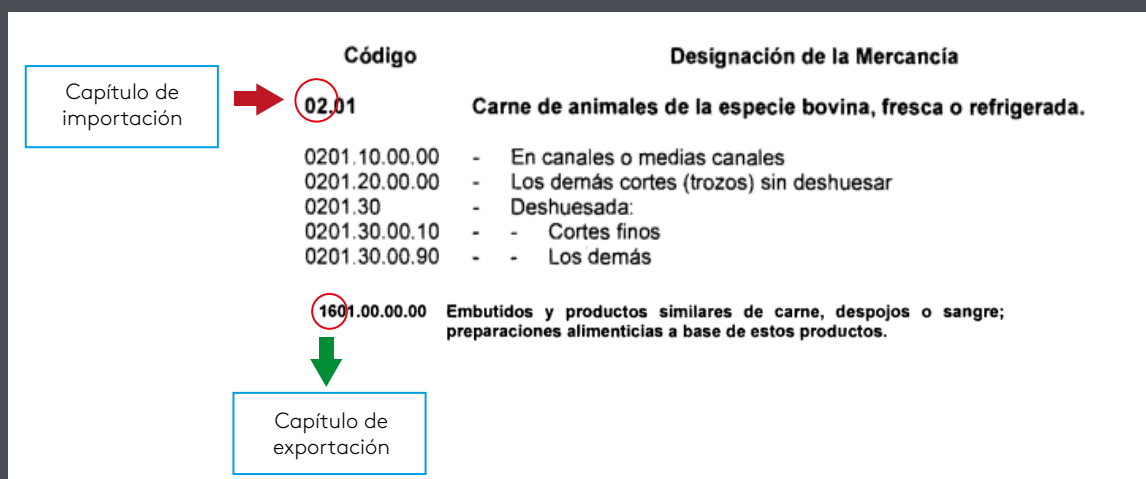 Código Designación de la Mercancía
Capítulo de
importación
02.01 Carne de animales de la especie bovina, fresca o refrigerada.
0201.10.00.00 - En canales o medias canales
0201.20.00.00 - Los demás cortes (trozos) sin deshuesar
0201.30 - Deshuesada:
0201.30.00.10 - - Cortes finos
0201.30.00.90 - - Los demás
1601.00.00.00 Embutidos y productos similares de carne, despojos o sangre;
preparaciones alimenticias a base de estos productos.
Capítulo de
exportación